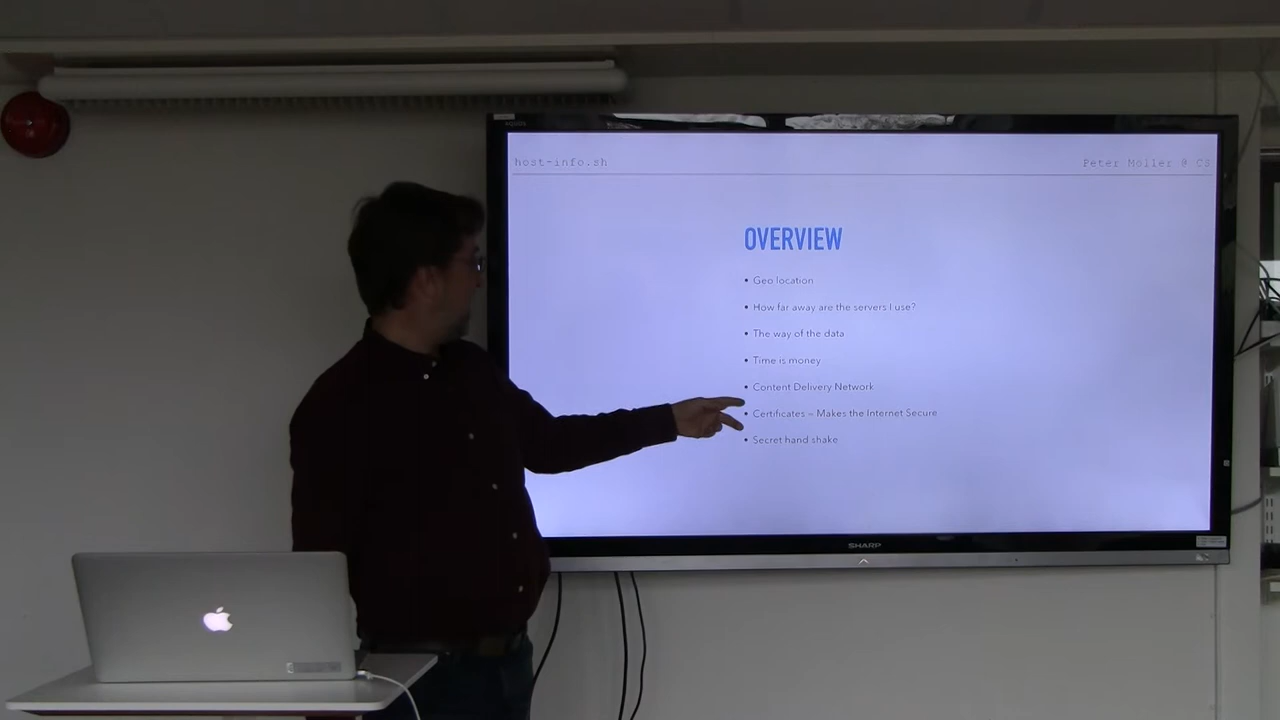 host-info.sh
Peter Möller @ CS
OVERVIEW
• Geo location
• How far away are the servers I use?
• The way of the data
• Time is money
• Content Delivery Network
• Certificates – Makes the Internet Secure
• Secret hand shake
SHARP